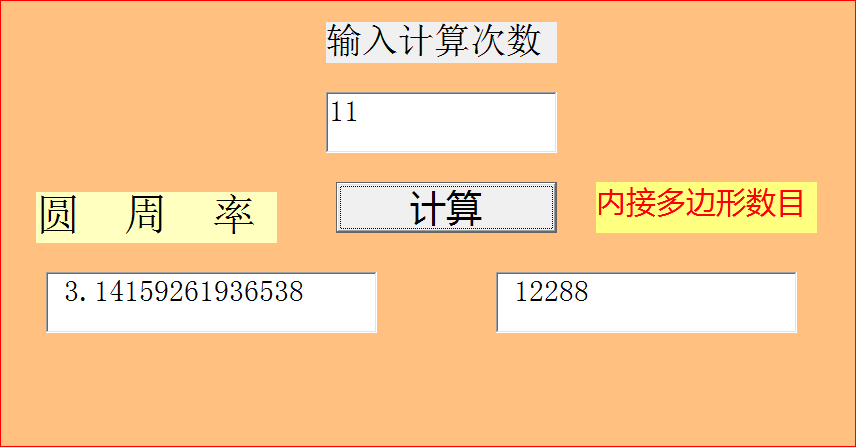 输入计算次数
11
圆 周 率
计算
内接多边形数目
3.14159261936538
12288